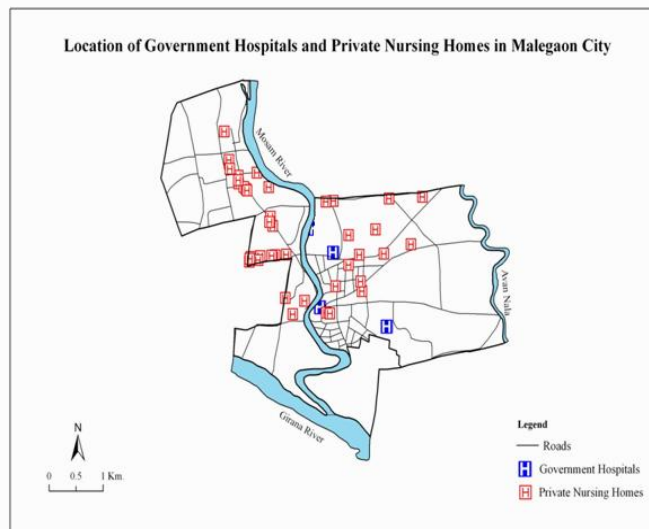 Location of Government Hospitals and Private Nursing Homes in Malegaon City
Mosam River
Avan Nala
Girana River
N
0 0.5 1 Km.
Legend
Roads
H Government Hospitals
H Private Nursing Homes